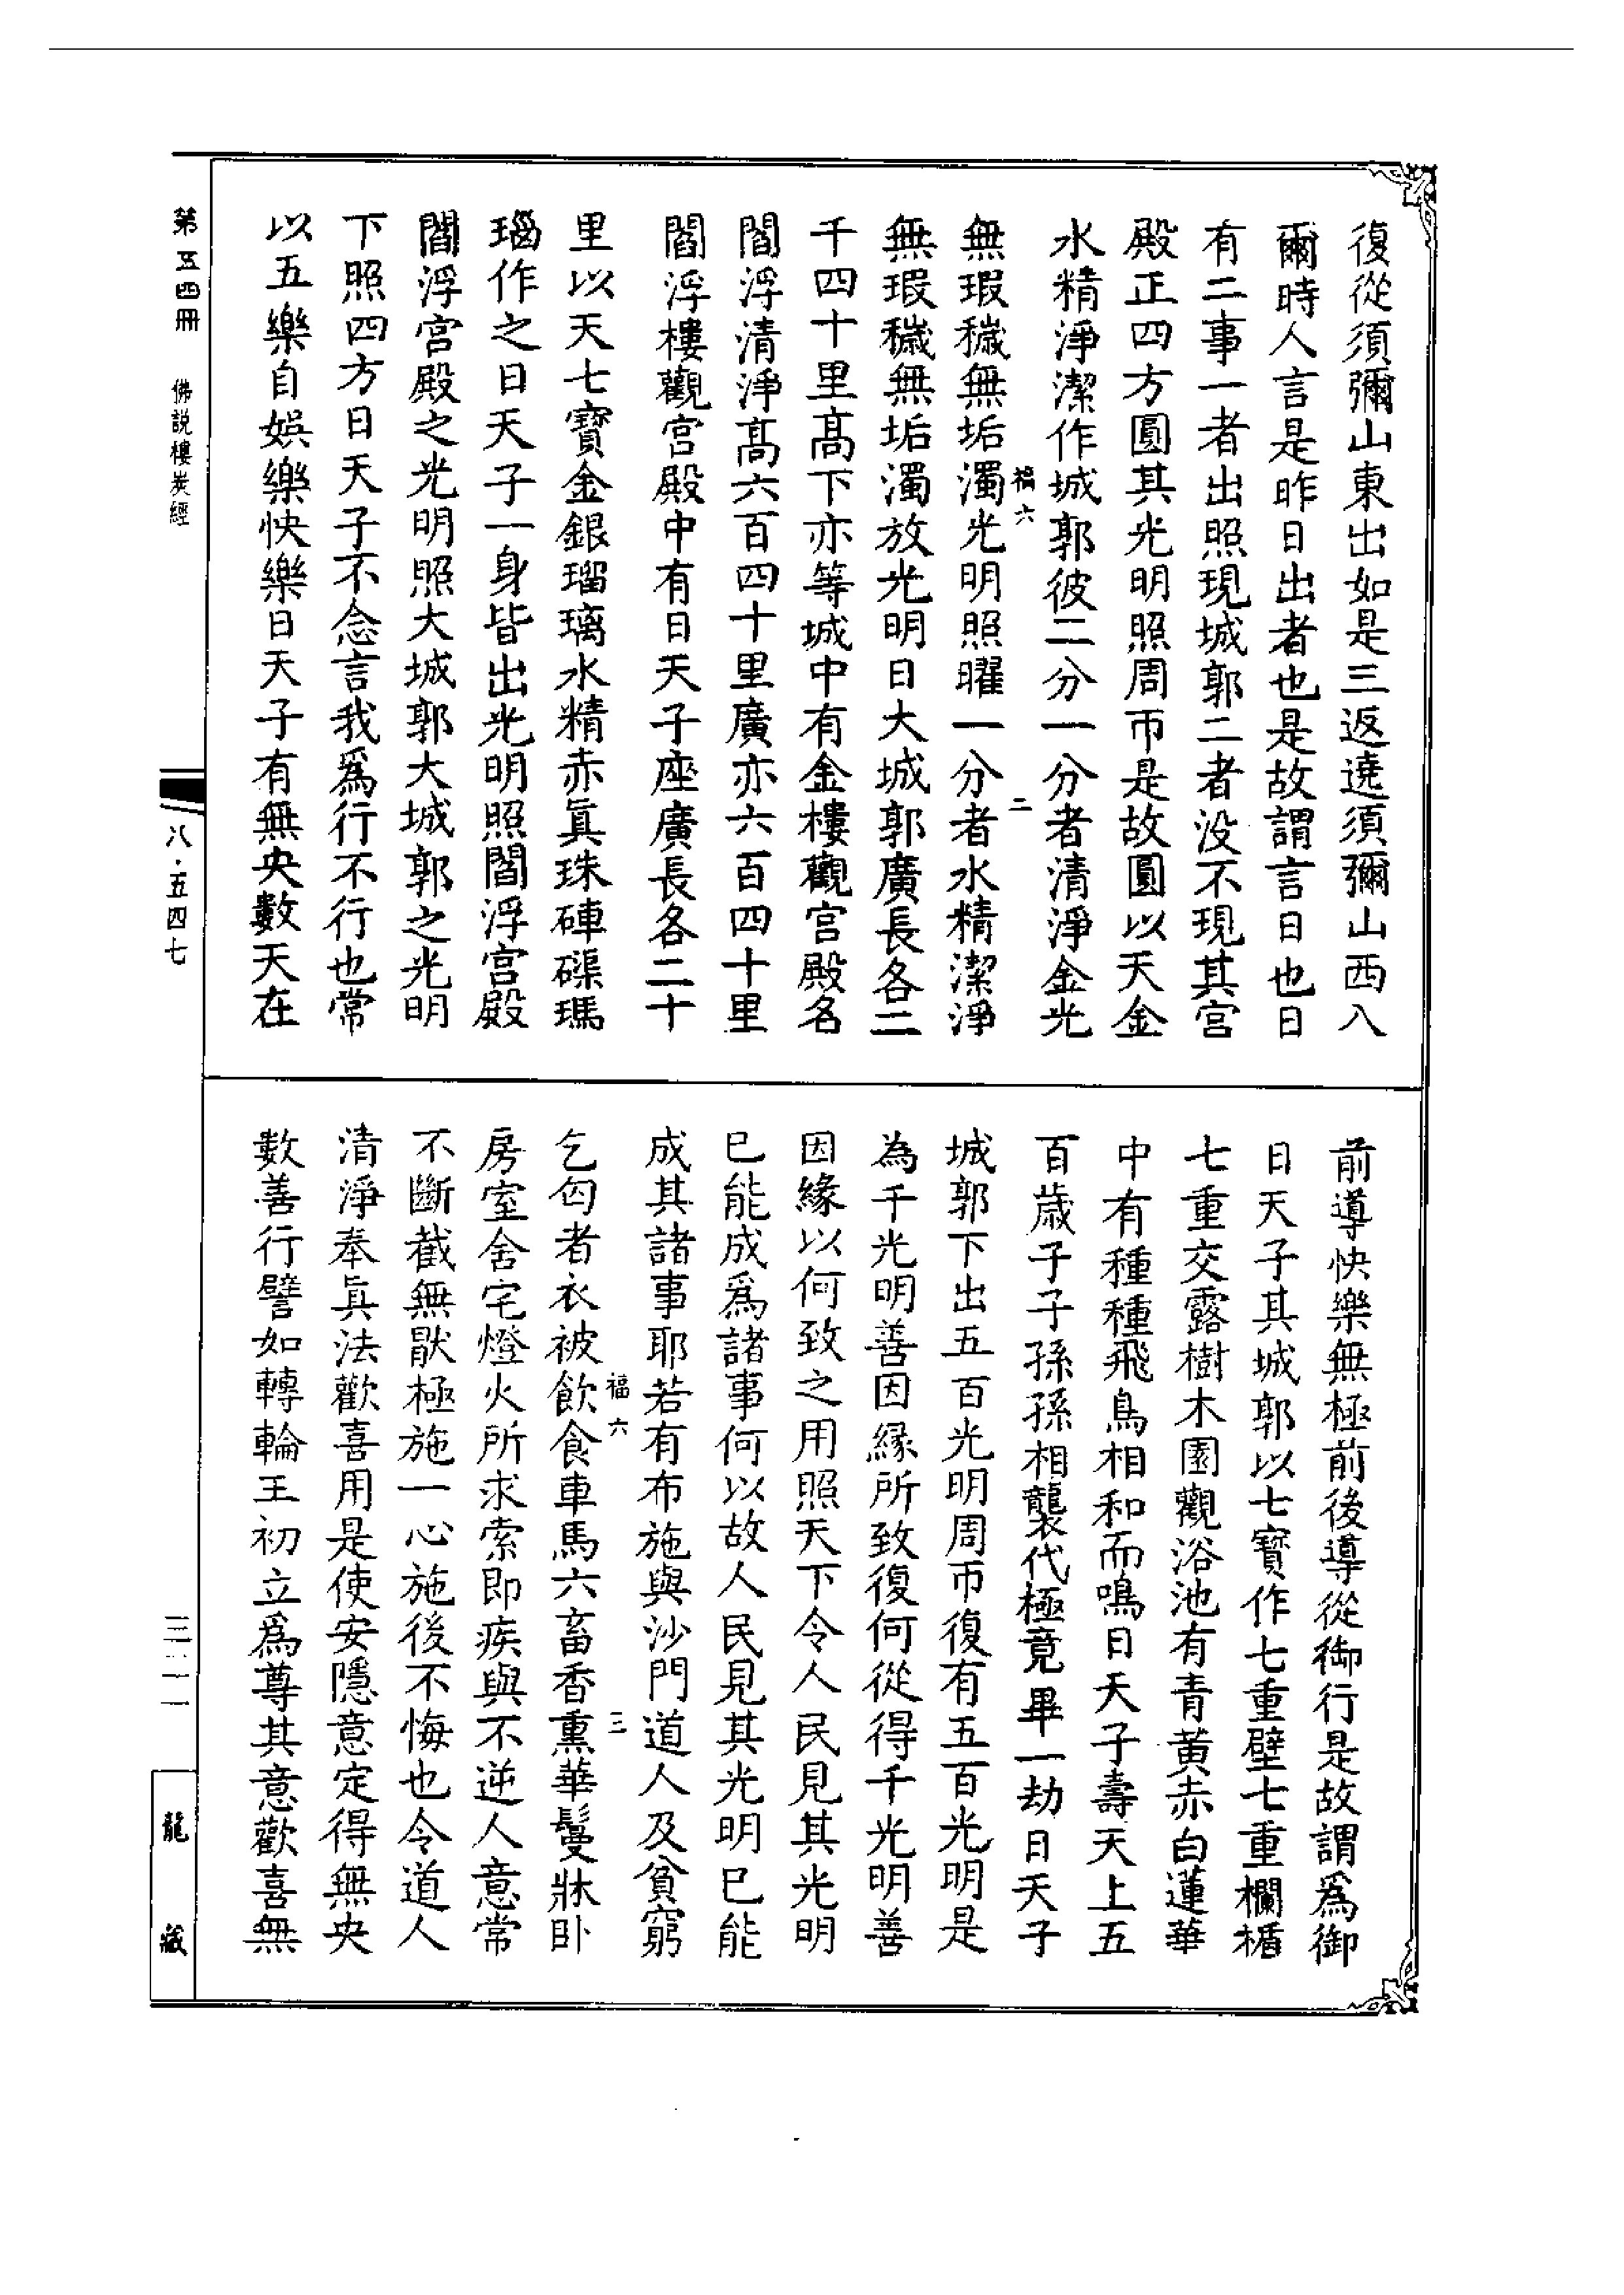 復從須彌山東出如是三返遶須彌山西入
爾時人言是昨日出者也是故謂言日也日
有二事一者出照現城郭二者没不現其宫
殿正四方圓其光明照周帀是故圓以天金
水精淨潔作城郭彼二分一分者清淨金光
福六 二
無瑕穢無垢濁光明照曜一分者水精潔淨
無瑕穢無垢濁放光明日大城郭廣長各二
千四十里髙下亦等城中有金樓觀宫殿名
閻浮清淨髙六百四十里廣亦六百四十里
閻浮樓觀宫殿中有日天子座廣長各二十
里以天七寶金銀瑠璃水精赤眞珠硨磲瑪
瑙作之日天子一身皆出光明照閻浮宫殿
閻浮宫殿之光明照大城郭大城郭之光明
下照四方日天子不念言我爲行不行也常
以五樂自娱樂快樂日天子有無央數天在
前導快樂無極前後導從御行是故謂爲御
日天子其城郭以七寶作七重壁七重欄楯
七重交露樹木園觀浴池有青黄赤白蓮華
中有種種飛鳥相和而鳴日天子壽天上五
百歳子子孫孫相襲代極竟畢一劫日天子
城郭下出五百光明周帀復有五百光明是
為千光明善因緣所致復何從得千光明善
因緣以何致之用照天下令人民見其光明
已能成爲諸事何以故人民見其光明已能
成其諸事耶若有布施與沙門道人及貧窮
福六 三
乞匃者衣被飲食車馬六畜香熏華鬘牀卧
房室舍宅燈火所求索即疾與不逆人意常
不斷截無猒極施一心施後不悔也令道人
清淨奉眞法歡喜用是使安隱意定得無央
數善行譬如轉輪王初立爲尊其意歡喜無
第五四冊 佛説樓炭經
八·五四七
三二一
龍藏